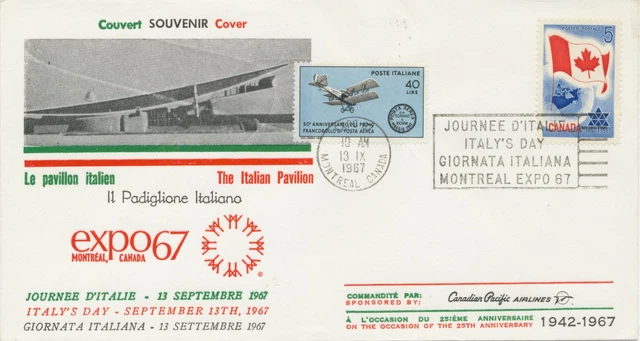 Couvert SOUVENIR Cover
POSTE ITALIANE
40
LIRE
50° ANNIVERSARIO DEL PRIMO
FRANCOBOLLO DI POSTA AEREA
POSTES POSTAGE
5
CANADA
10 AM
13 IX
1967
MONTREAL CANADA
JOURNEE D'ITALIE
ITALY'S DAY
GIORNATA ITALIANA
MONTREAL EXPO 67
Le pavillon italien
The Italian Pavilion
Il Padiglione Italiano
expo67
MONTRÉAL, CANADA
JOURNEE D'ITALIE - 13 SEPTEMBRE 1967
ITALY'S DAY - SEPTEMBER 13TH, 1967
GIORNATA ITALIANA - 13 SETTEMBRE 1967
COMMANDITÉ PAR:
SPONSORED BY:
Canadian Pacific AIRLINES
À L'OCCASION DU 25IÈME ANNIVERSAIRE
ON THE OCCASION OF THE 25TH ANNIVERSARY
1942-1967